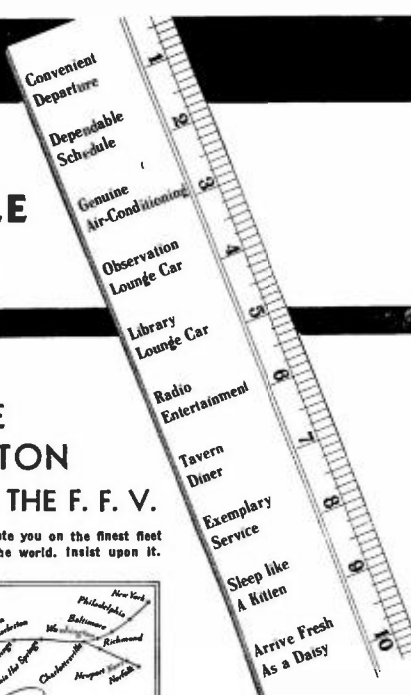 Convenient
Departure
Dependable
Schedule
Genuine
Air-Conditioning
Observation
Lounge Car
Library
Lounge Car
Radio
Entertainment
Tavern
Diner
Exemplary
Service
Sleep like
A Kitten
Arrive Fresh
As a Daisy
1
2
3
4
5
6
7
8
9
10
LE
E
TON
THE F. F. V.
te you on the finest fleet
he world. Insist upon it.
New York
Philadelphia
Baltimore
Washington
Richmond
Charlottesville
Newport News
Norfolk